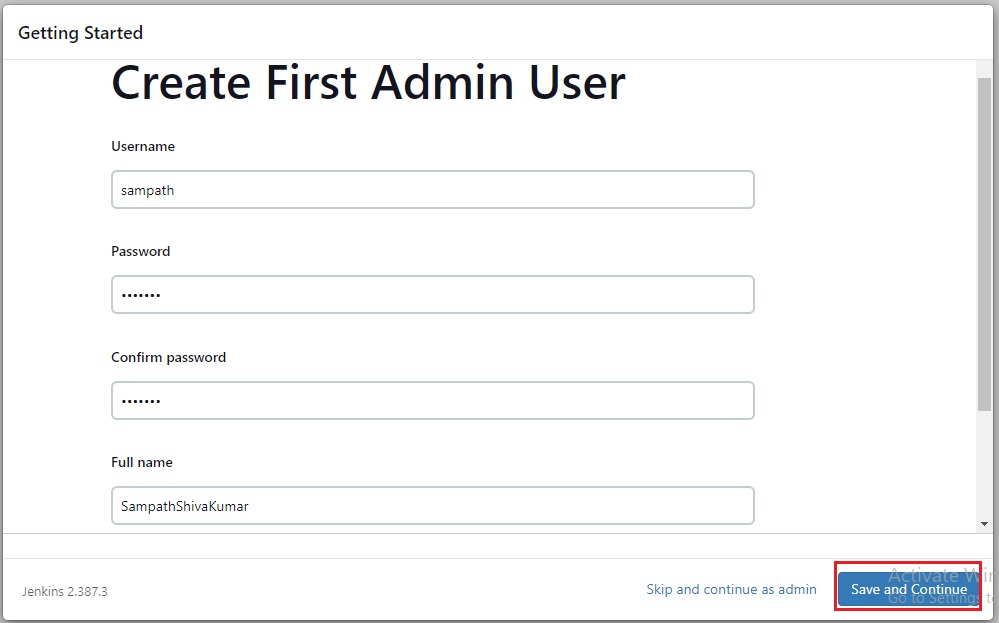 Getting Started
Create First Admin User
Username
sampath
Password
•••••••
Confirm password
•••••••
Full name
SampathShivaKumar
Jenkins 2.387.3
Skip and continue as admin
Save and Continue
Activate Win
Go to Settings t